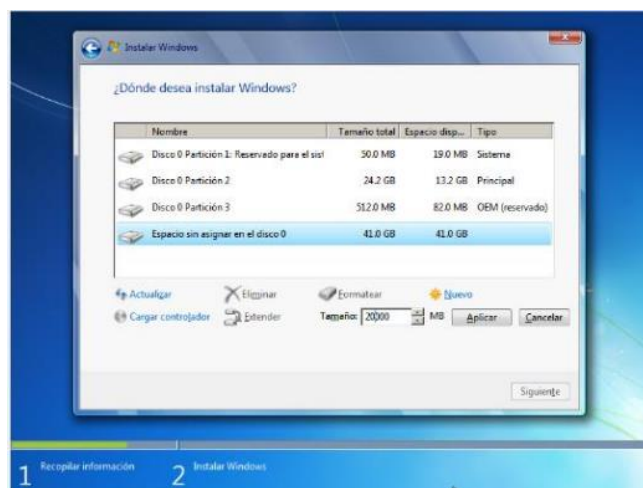 Instalar Windows
¿Dónde desea instalar Windows?
Nombre Tamaño total Espacio disp... Tipo
Disco 0 Partición 1: Reservado para el sist 50.0 MB 19.0 MB Sistema
Disco 0 Partición 2 24.2 GB 13.2 GB Principal
Disco 0 Partición 3 512.0 MB 82.0 MB OEM (reservado)
Espacio sin asignar en el disco 0 41.0 GB 41.0 GB
Actualizar Eliminar Formatear Nuevo
Cargar controlador Extender Tamaño: 20000 MB Aplicar Cancelar
Siguiente
1 Recopilar información 2 Instalar Windows